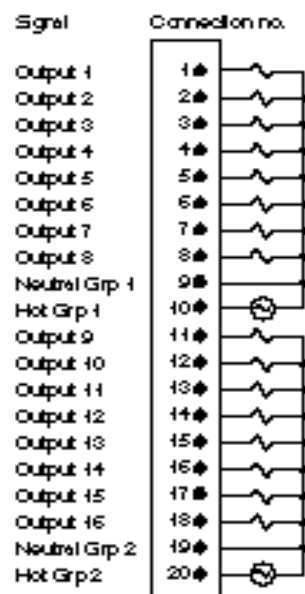 Signal Connection no.
Output 1 1
Output 2 2
Output 3 3
Output 4 4
Output 5 5
Output 6 6
Output 7 7
Output 8 8
Neutral Grp 1 9
Hot Grp 1 10
Output 9 11
Output 10 12
Output 11 13
Output 12 14
Output 13 15
Output 14 16
Output 15 17
Output 16 18
Neutral Grp 2 19
Hot Grp2 20